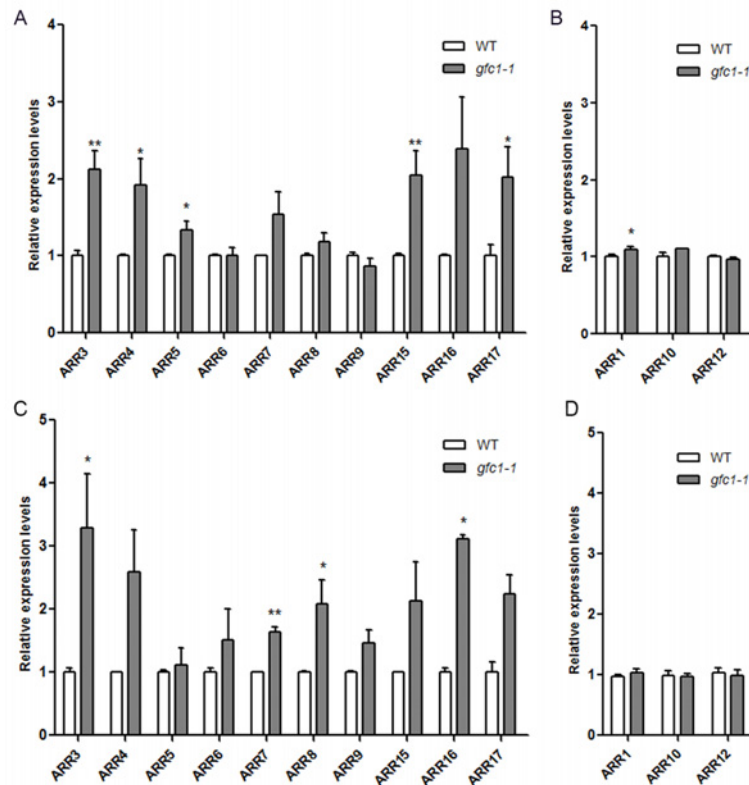 A
Relative expression levels
4
3
2
1
0
WT
gfc1-1
**
*
*
**
*
ARR3
ARR4
ARR5
ARR6
ARR7
ARR8
ARR9
ARR15
ARR16
ARR17
B
Relative expression levels
4
3
2
1
0
WT
gfc1-1
*
ARR1
ARR10
ARR12
C
Relative expression levels
5
4
3
2
1
0
WT
gfc1-1
*
**
*
*
ARR3
ARR4
ARR5
ARR6
ARR7
ARR8
ARR9
ARR15
ARR16
ARR17
D
Relative expression levels
5
4
3
2
1
0
WT
gfc1-1
ARR1
ARR10
ARR12